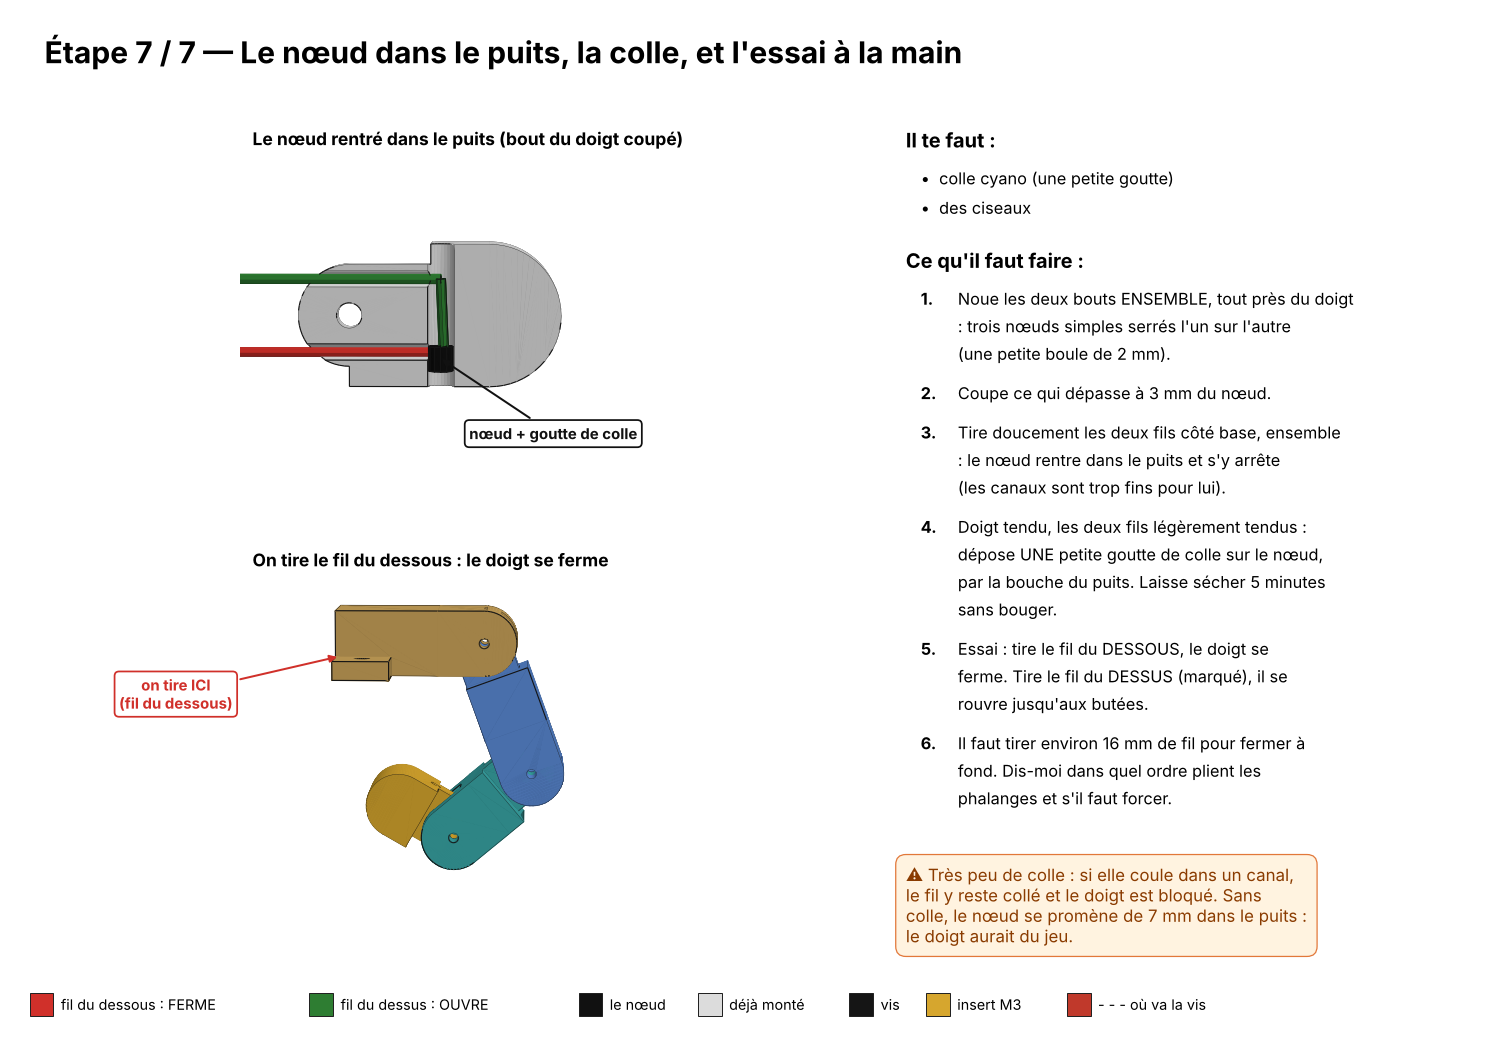 Étape 7 / 7 — Le nœud dans le puits, la colle, et l'essai à la main
Le nœud rentré dans le puits (bout du doigt coupé)
nœud + goutte de colle
On tire le fil du dessous : le doigt se ferme
on tire ICI
(fil du dessous)
Il te faut :
• colle cyano (une petite goutte)
• des ciseaux
Ce qu'il faut faire :
1. Noue les deux bouts ENSEMBLE, tout près du doigt
: trois nœuds simples serrés l'un sur l'autre
(une petite boule de 2 mm).
2. Coupe ce qui dépasse à 3 mm du nœud.
3. Tire doucement les deux fils côté base, ensemble
: le nœud rentre dans le puits et s'y arrête
(les canaux sont trop fins pour lui).
4. Doigt tendu, les deux fils légèrement tendus :
dépose UNE petite goutte de colle sur le nœud,
par la bouche du puits. Laisse sécher 5 minutes
sans bouger.
5. Essai : tire le fil du DESSOUS, le doigt se
ferme. Tire le fil du DESSUS (marqué), il se
rouvre jusqu'aux butées.
6. Il faut tirer environ 16 mm de fil pour fermer à
fond. Dis-moi dans quel ordre plient les
phalanges et s'il faut forcer.
⚠ Très peu de colle : si elle coule dans un canal,
le fil y reste collé et le doigt est bloqué. Sans
colle, le nœud se promène de 7 mm dans le puits :
le doigt aurait du jeu.
fil du dessous : FERME
fil du dessus : OUVRE
le nœud
déjà monté
vis
insert M3
- - - où va la vis